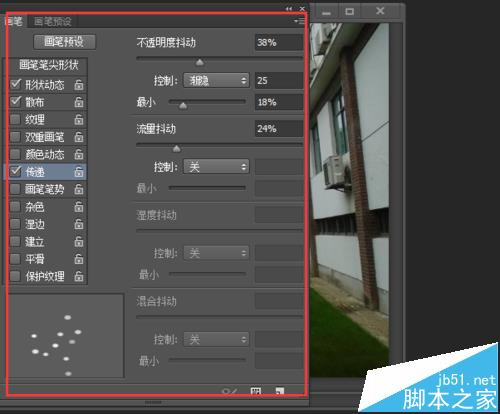 画笔 画笔预设
画笔预设
不透明度抖动 38%
画笔笔尖形状
控制: 渐隐 25
形状动态
散布
最小 18%
纹理
双重画笔
流量抖动 24%
颜色动态
传递
控制: 关
画笔笔势
最小
杂色
湿度抖动
湿边
建立
控制: 关
平滑
最小
保护纹理
混合抖动
控制: 关
最小
jb51.net
脚本之家